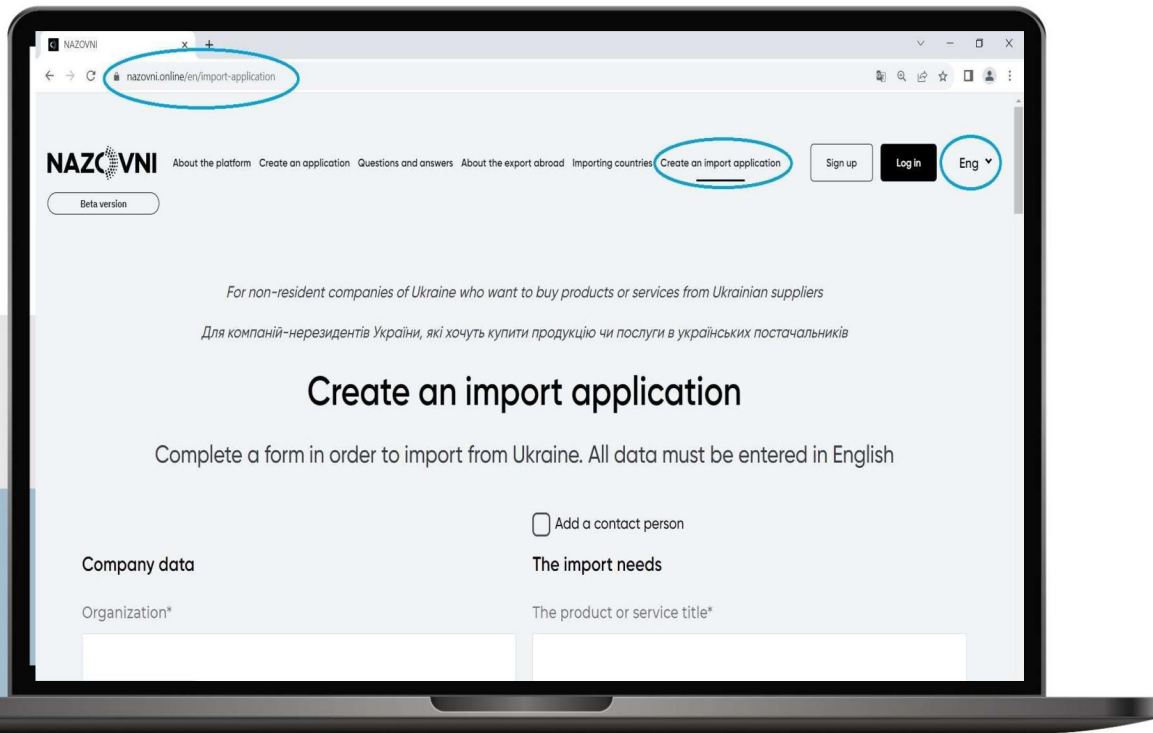 NAZOVNI
nazovni.online/en/import-application
NAZOVNI About the platform Create an application Questions and answers About the export abroad Importing countries Create an import application Sign up Log in Eng
Beta version
For non-resident companies of Ukraine who want to buy products or services from Ukrainian suppliers
Для компаній-нерезидентів України, які хочуть купити продукцію чи послуги в українських постачальників
Create an import application
Complete a form in order to import from Ukraine. All data must be entered in English
Add a contact person
Company data The import needs
Organization* The product or service title*